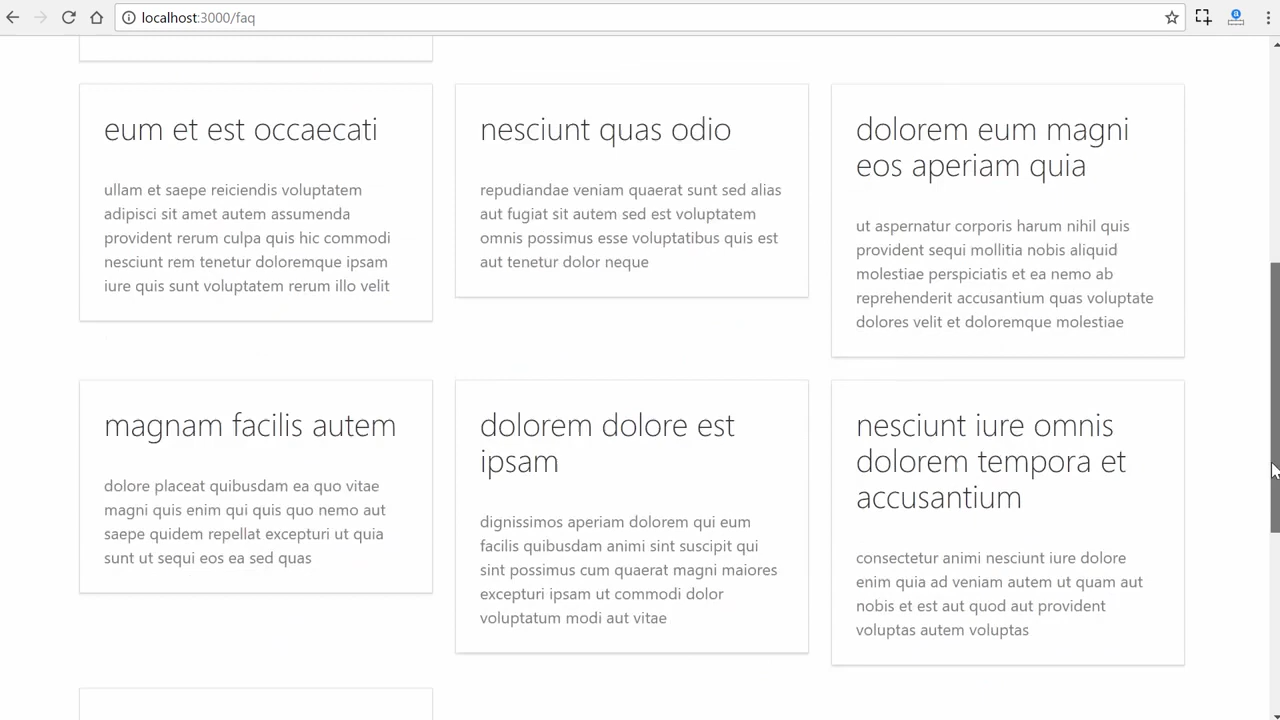 localhost:3000/faq
eum et est occaecati
ullam et saepe reiciendis voluptatem
adipisci sit amet autem assumenda
provident rerum culpa quis hic commodi
nesciunt rem tenetur doloremque ipsam
iure quis sunt voluptatem rerum illo velit
nesciunt quas odio
repudiandae veniam quaerat sunt sed alias
aut fugiat sit autem sed est voluptatem
omnis possimus esse voluptatibus quis est
aut tenetur dolor neque
dolorem eum magni
eos aperiam quia
ut aspernatur corporis harum nihil quis
provident sequi mollitia nobis aliquid
molestiae perspiciatis et ea nemo ab
reprehenderit accusantium quas voluptate
dolores velit et doloremque molestiae
magnam facilis autem
dolore placeat quibusdam ea quo vitae
magni quis enim qui quis quo nemo aut
saepe quidem repellat excepturi ut quia
sunt ut sequi eos ea sed quas
dolorem dolore est
ipsam
dignissimos aperiam dolorem qui eum
facilis quibusdam animi sint suscipit qui
sint possimus cum quaerat magni maiores
excepturi ipsam ut commodi dolor
voluptatum modi aut vitae
nesciunt iure omnis
dolorem tempora et
accusantium
consectetur animi nesciunt iure dolore
enim quia ad veniam autem ut quam aut
nobis et est aut quod aut provident
voluptas autem voluptas